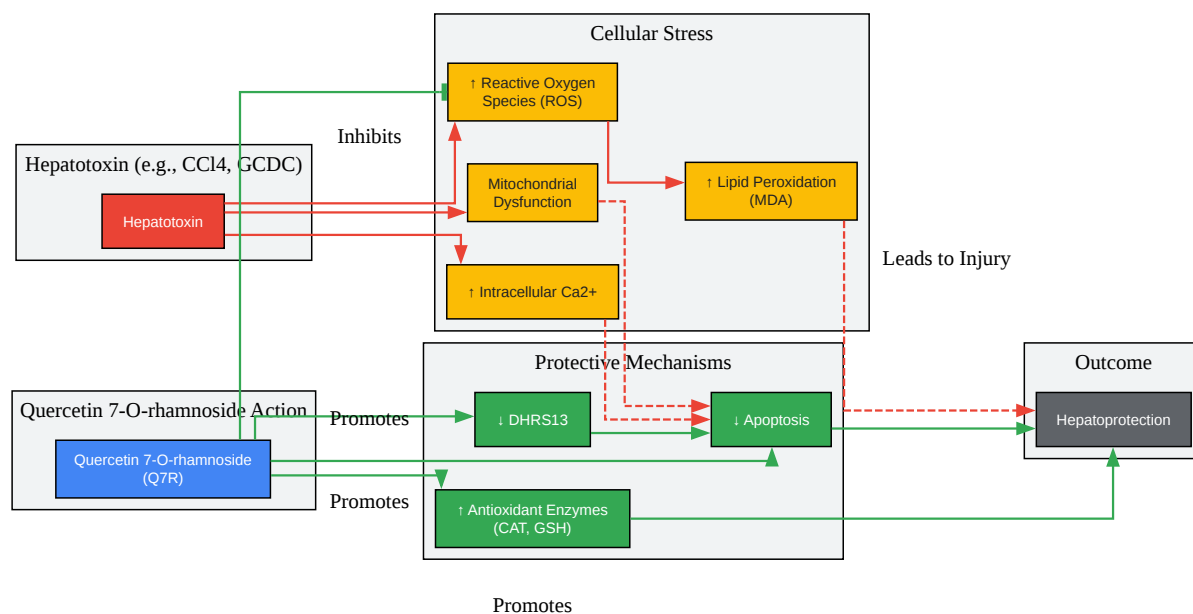 Cellular Stress
↑ Reactive Oxygen
Species (ROS)
Inhibits
Hepatotoxin (e.g., CCl4, GCDC)
Hepatotoxin
Mitochondrial
Dysfunction
↑ Lipid Peroxidation
(MDA)
Leads to Injury
↑ Intracellular Ca2+
Protective Mechanisms
Outcome
Quercetin 7-O-rhamnoside Action
Promotes
↓ DHRS13
↓ Apoptosis
Hepatoprotection
Quercetin 7-O-rhamnoside
(Q7R)
Promotes
↑ Antioxidant Enzymes
(CAT, GSH)
Promotes